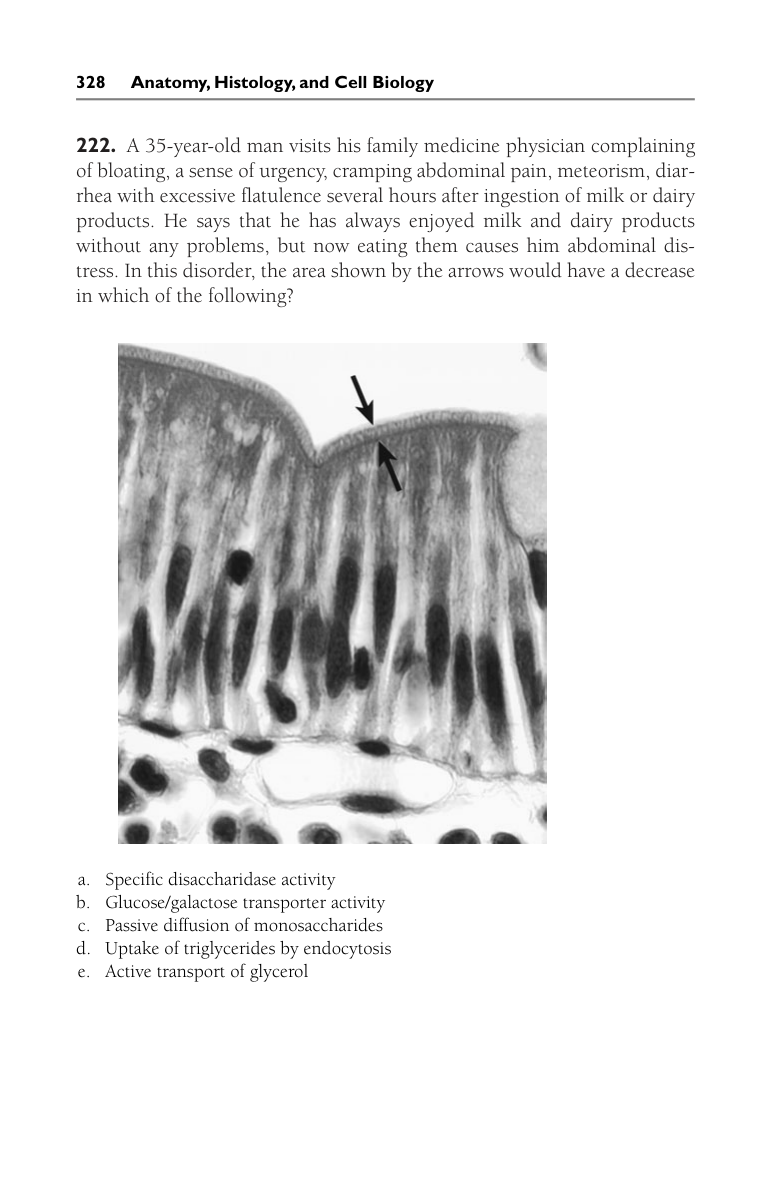 328 Anatomy, Histology, and Cell Biology
222. A 35-year-old man visits his family medicine physician complaining
of bloating, a sense of urgency, cramping abdominal pain, meteorism, diar-
rhea with excessive flatulence several hours after ingestion of milk or dairy
products. He says that he has always enjoyed milk and dairy products
without any problems, but now eating them causes him abdominal dis-
tress. In this disorder, the area shown by the arrows would have a decrease
in which of the following?
a. Specific disaccharidase activity
b. Glucose/galactose transporter activity
c. Passive diffusion of monosaccharides
d. Uptake of triglycerides by endocytosis
e. Active transport of glycerol